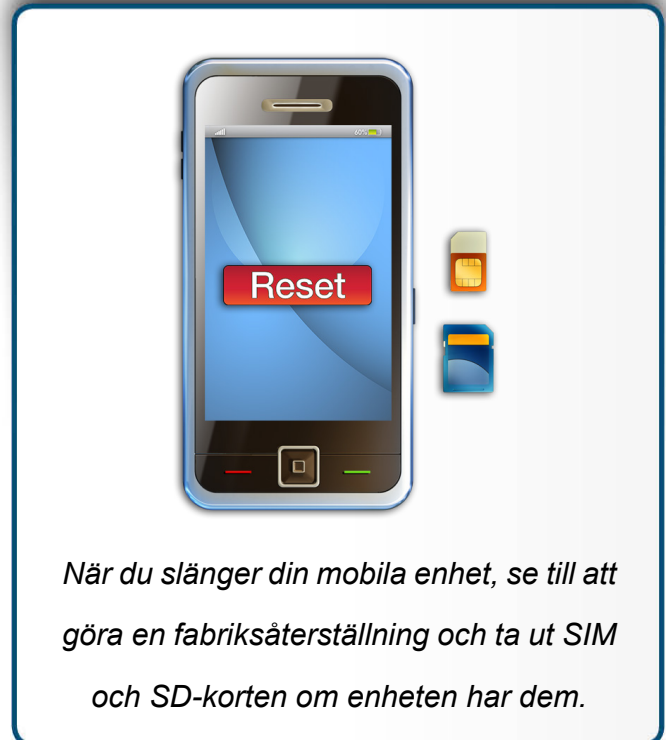 60%
Reset
När du slänger din mobila enhet, se till att
göra en fabriksåterställning och ta ut SIM
och SD-korten om enheten har dem.